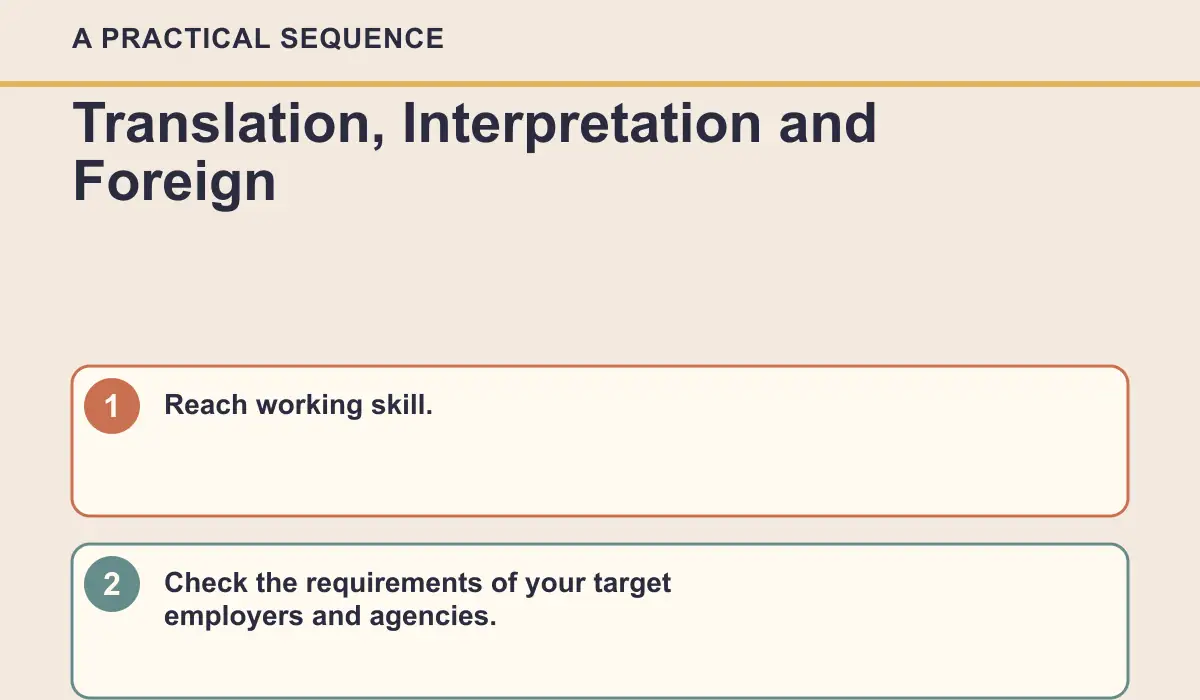 A PRACTICAL SEQUENCE
Translation, Interpretation and
Foreign
1
Reach working skill.
2
Check the requirements of your target
employers and agencies.